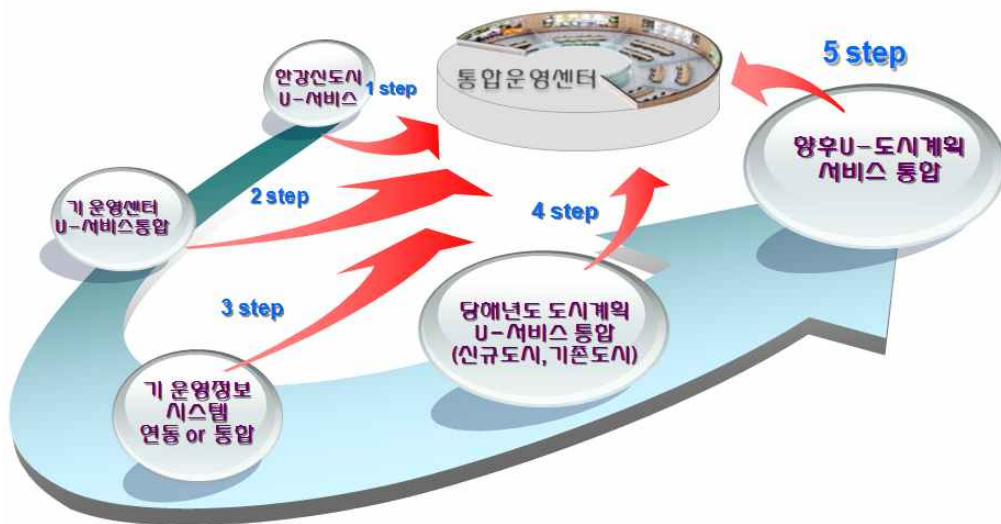 통합운영센터
한강신도시
U-서비스
1 step
기 운영센터
U-서비스통합
2 step
기 운영정보
시스템
연동 or 통합
3 step
당해년도 도시계획
U-서비스 통합
(신규도시,기존도시)
4 step
향후U-도시계획
서비스 통합
5 step